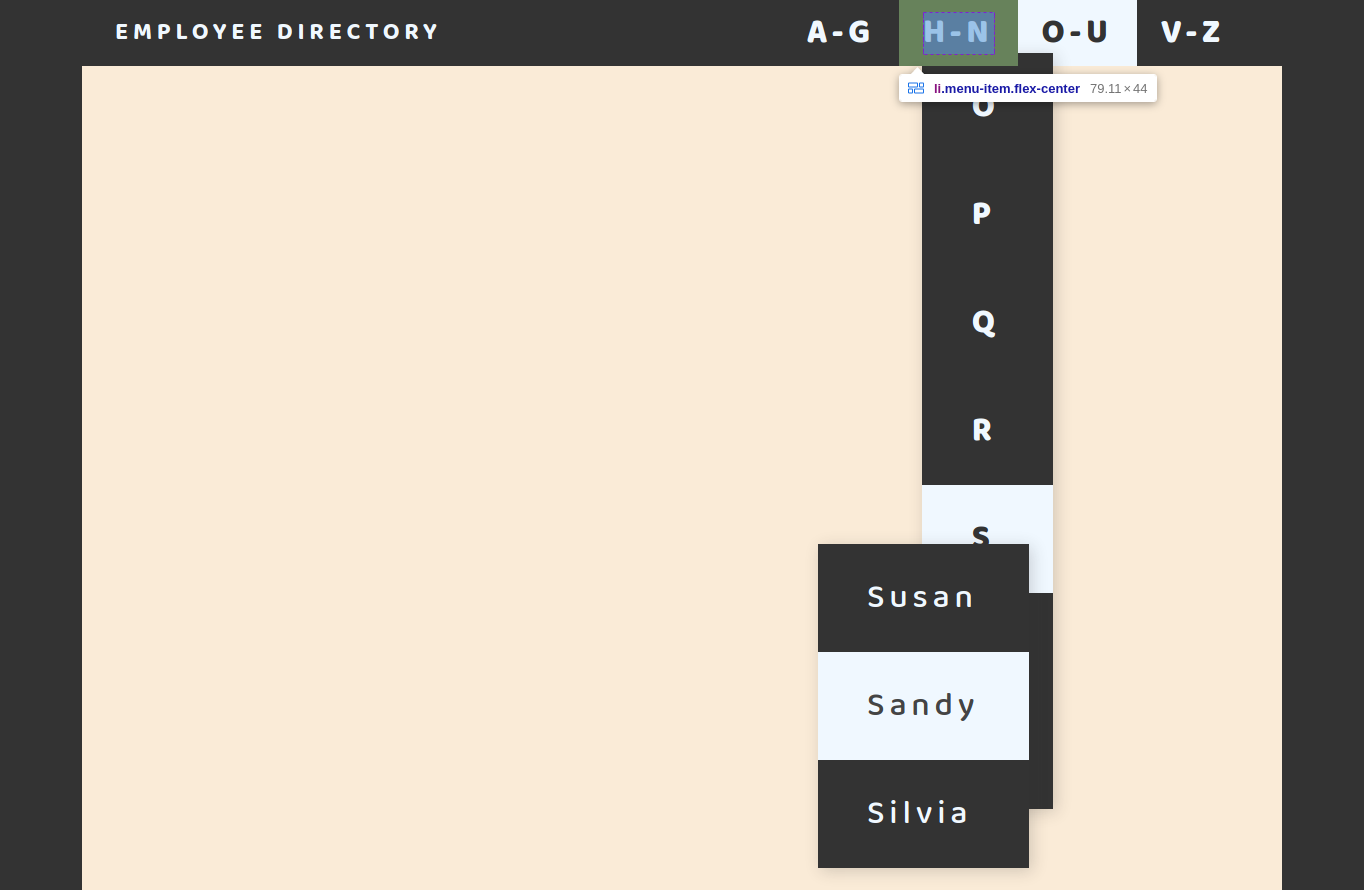 EMPLOYEE DIRECTORY A-G H-N O-U V-Z
li.menu-item.flex-center 79.11×44
O
P
Q
R
S
Susan
Sandy
Silvia